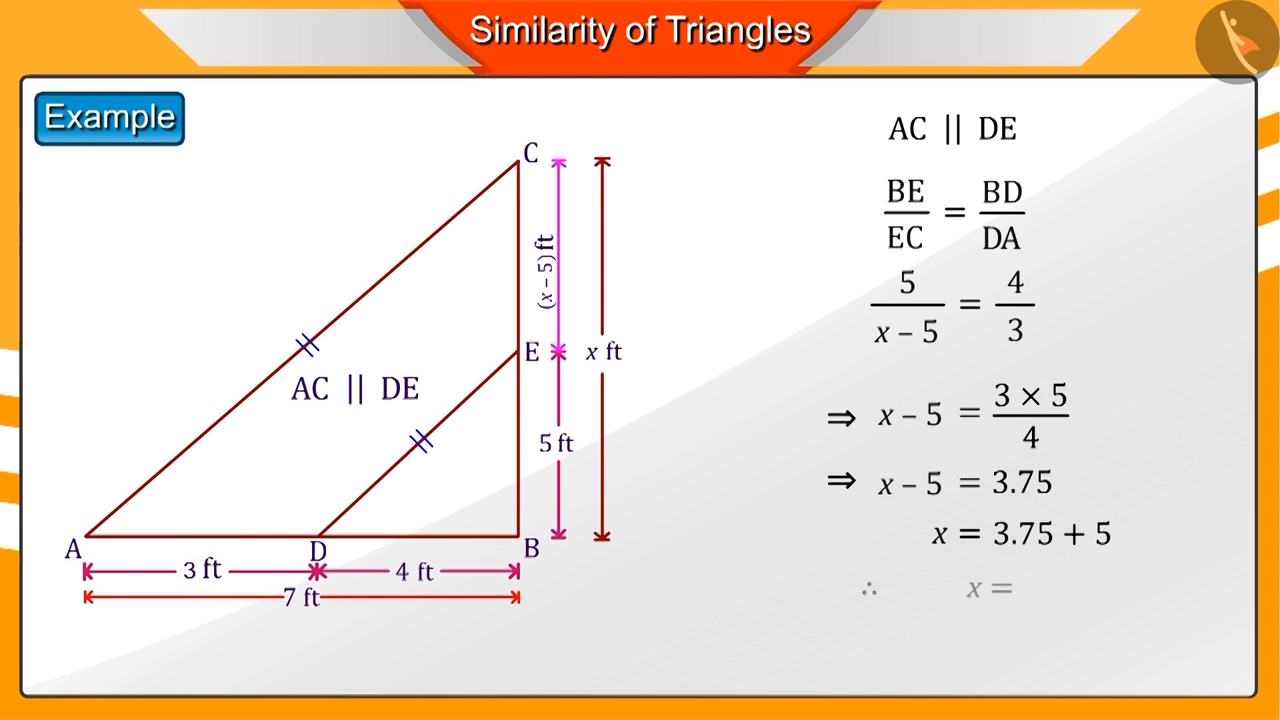 Similarity of Triangles
Example
C
(x – 5) ft
E
x ft
AC || DE
5 ft
A
D
B
3 ft
4 ft
7 ft
AC || DE
BE/EC = BD/DA
5/(x – 5) = 4/3
⇒ x – 5 = (3 × 5)/4
⇒ x – 5 = 3.75
x = 3.75 + 5
∴ x =